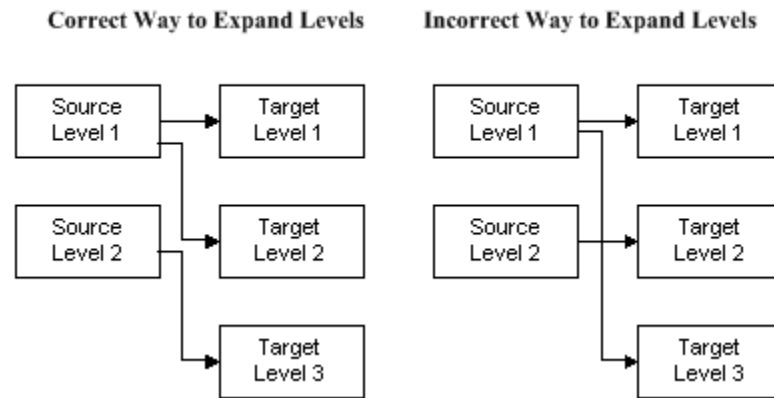 Correct Way to Expand Levels
Incorrect Way to Expand Levels
Source
Level 1
Target
Level 1
Source
Level 2
Target
Level 2
Target
Level 3
Source
Level 1
Target
Level 1
Source
Level 2
Target
Level 2
Target
Level 3